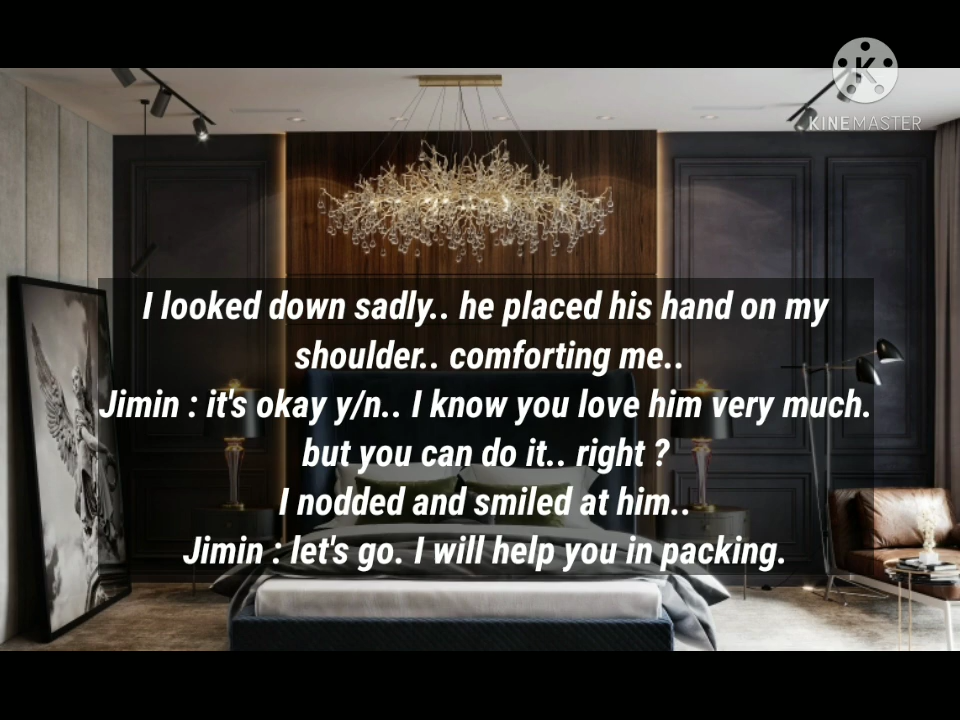 KINEMASTER
I looked down sadly.. he placed his hand on my
shoulder.. comforting me..
Jimin : it's okay y/n.. I know you love him very much.
but you can do it.. right ?
I nodded and smiled at him..
Jimin : let's go. I will help you in packing.